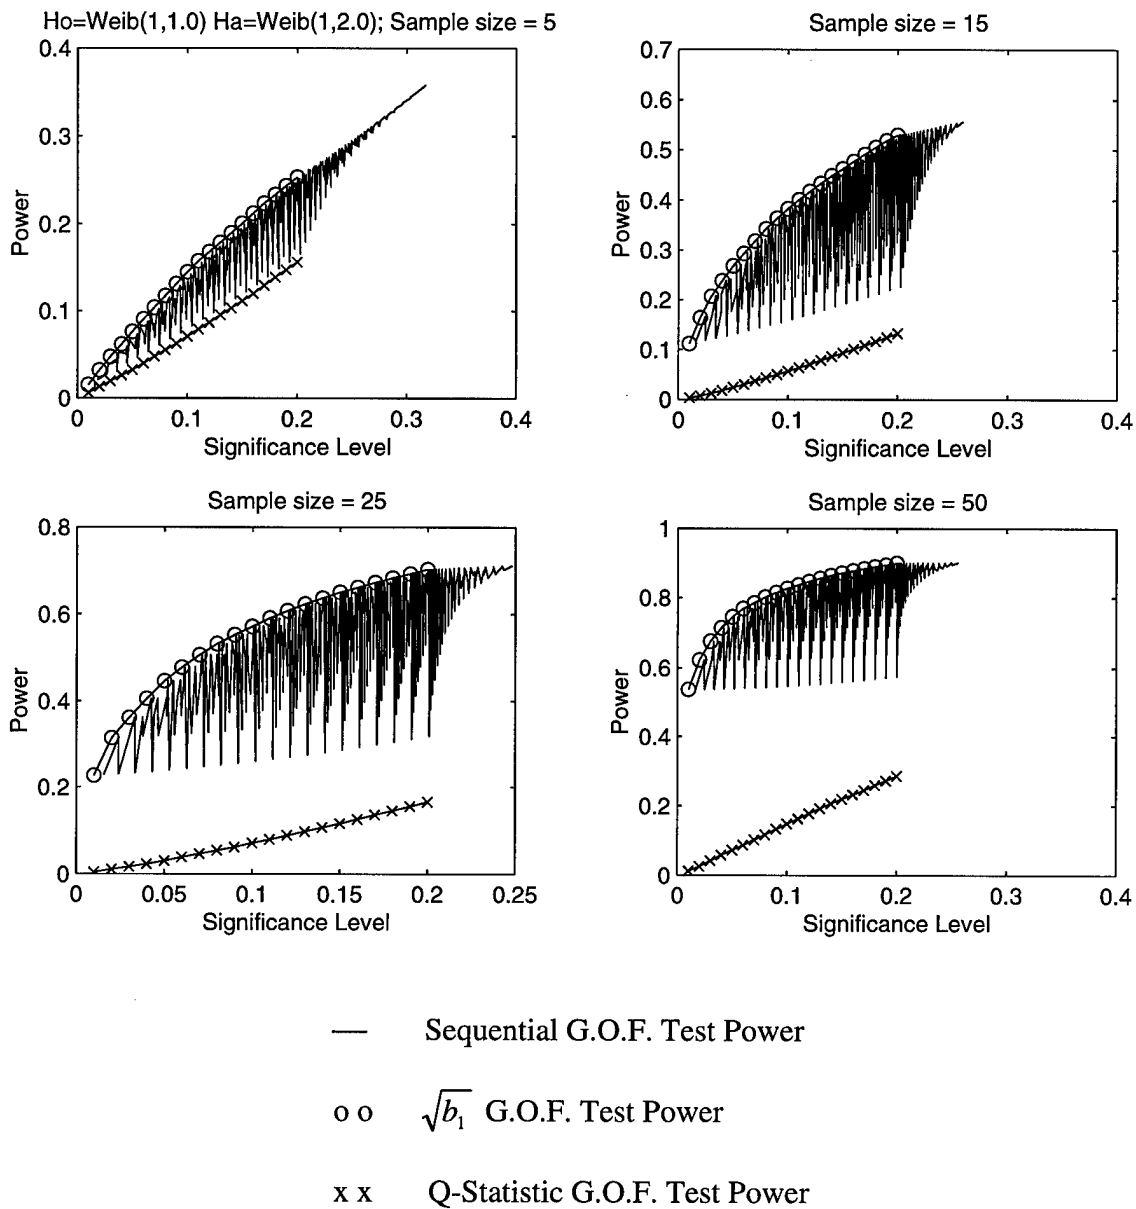 Ho=Weib(1,1.0) Ha=Weib(1,2.0); Sample size = 5
0.4
0.3
0.2
0.1
0
Power
0 0.1 0.2 0.3 0.4
Significance Level
Sample size = 15
0.7
0.6
0.5
0.4
0.3
0.2
0.1
0
Power
0 0.1 0.2 0.3 0.4
Significance Level
Sample size = 25
0.8
0.6
0.4
0.2
0
Power
0 0.05 0.1 0.15 0.2 0.25
Significance Level
Sample size = 50
1
0.8
0.6
0.4
0.2
0
Power
0 0.1 0.2 0.3 0.4
Significance Level
— Sequential G.O.F. Test Power
o o √b₁ G.O.F. Test Power
x x Q-Statistic G.O.F. Test Power